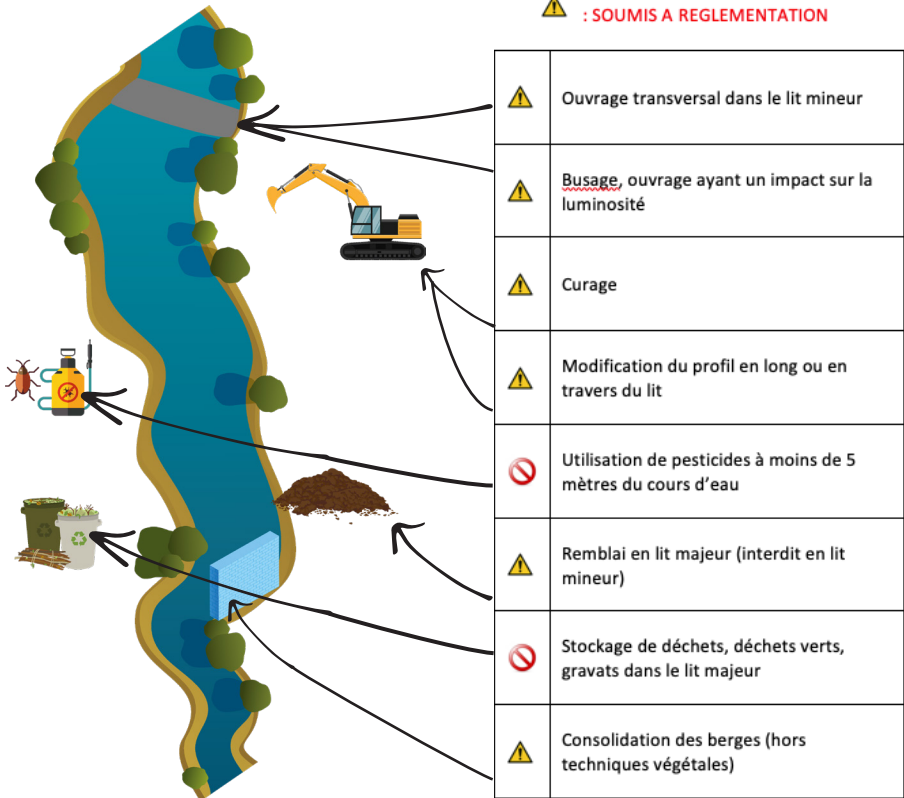 : SOUMIS A REGLEMENTATION
Ouvrage transversal dans le lit mineur
Busage, ouvrage ayant un impact sur la
luminosité
Curage
Modification du profil en long ou en
travers du lit
Utilisation de pesticides à moins de 5
mètres du cours d’eau
Remblai en lit majeur (interdit en lit
mineur)
Stockage de déchets, déchets verts,
gravats dans le lit majeur
Consolidation des berges (hors
techniques végétales)